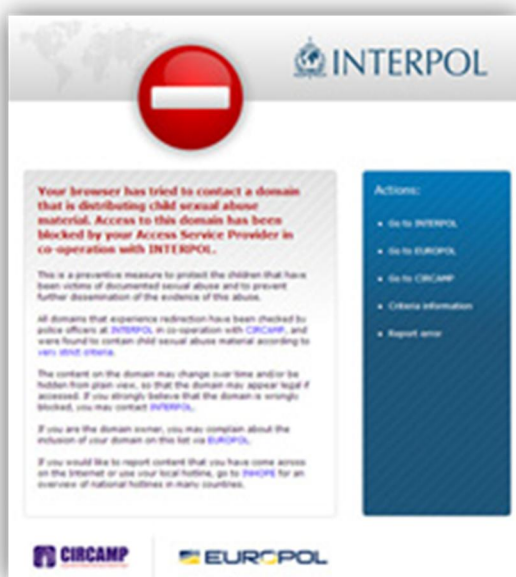 INTERPOL
Your browser has tried to contact a domain
that is distributing child sexual abuse
material. Access to this domain has been
blocked by your Access Service Provider in
co-operation with INTERPOL.
This is a preventive measure to protect the children that have
been victims of documented sexual abuse and to prevent
further dissemination of the evidence of this abuse.
All domains that experience redirection have been checked by
police officers at INTERPOL in co-operation with CIRCAMP, and
were found to contain child sexual abuse material according to
very strict criteria.
The content on the domain may change over time and/or be
hidden from plain view, so that the domain may appear legal if
accessed. If you strongly believe that the domain is wrongly
blocked, you may contact INTERPOL.
If you are the domain owner, you may complain about the
inclusion of your domain on this list via EUROPOL.
If you would like to report content that you have come across
on the Internet or use your local hotline, go to INHOPE for an
overview of national hotlines in many countries.
Actions:
Go to INTERPOL
Go to EUROPOL
Go to CIRCAMP
Criteria information
Report error
CIRCAMP
EUROPOL